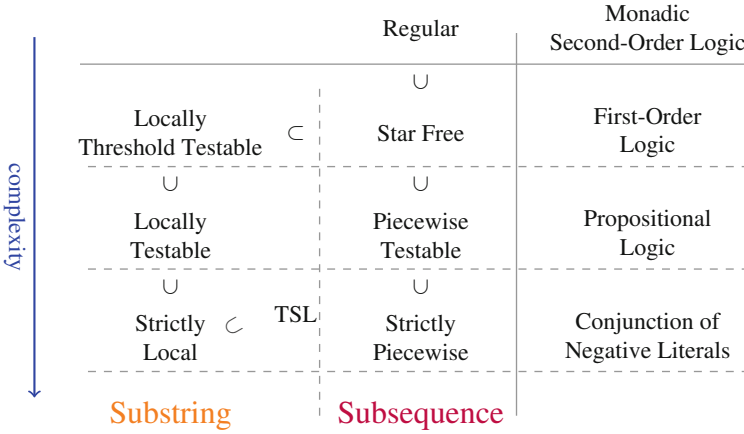 Regular
Monadic
Second-Order Logic
∪
Locally
Threshold Testable
⊂
Star Free
First-Order
Logic
∪
∪
Locally
Testable
Piecewise
Testable
Propositional
Logic
∪
∪
Strictly
Local
⊂
TSL
Strictly
Piecewise
Conjunction of
Negative Literals
Substring
Subsequence
complexity